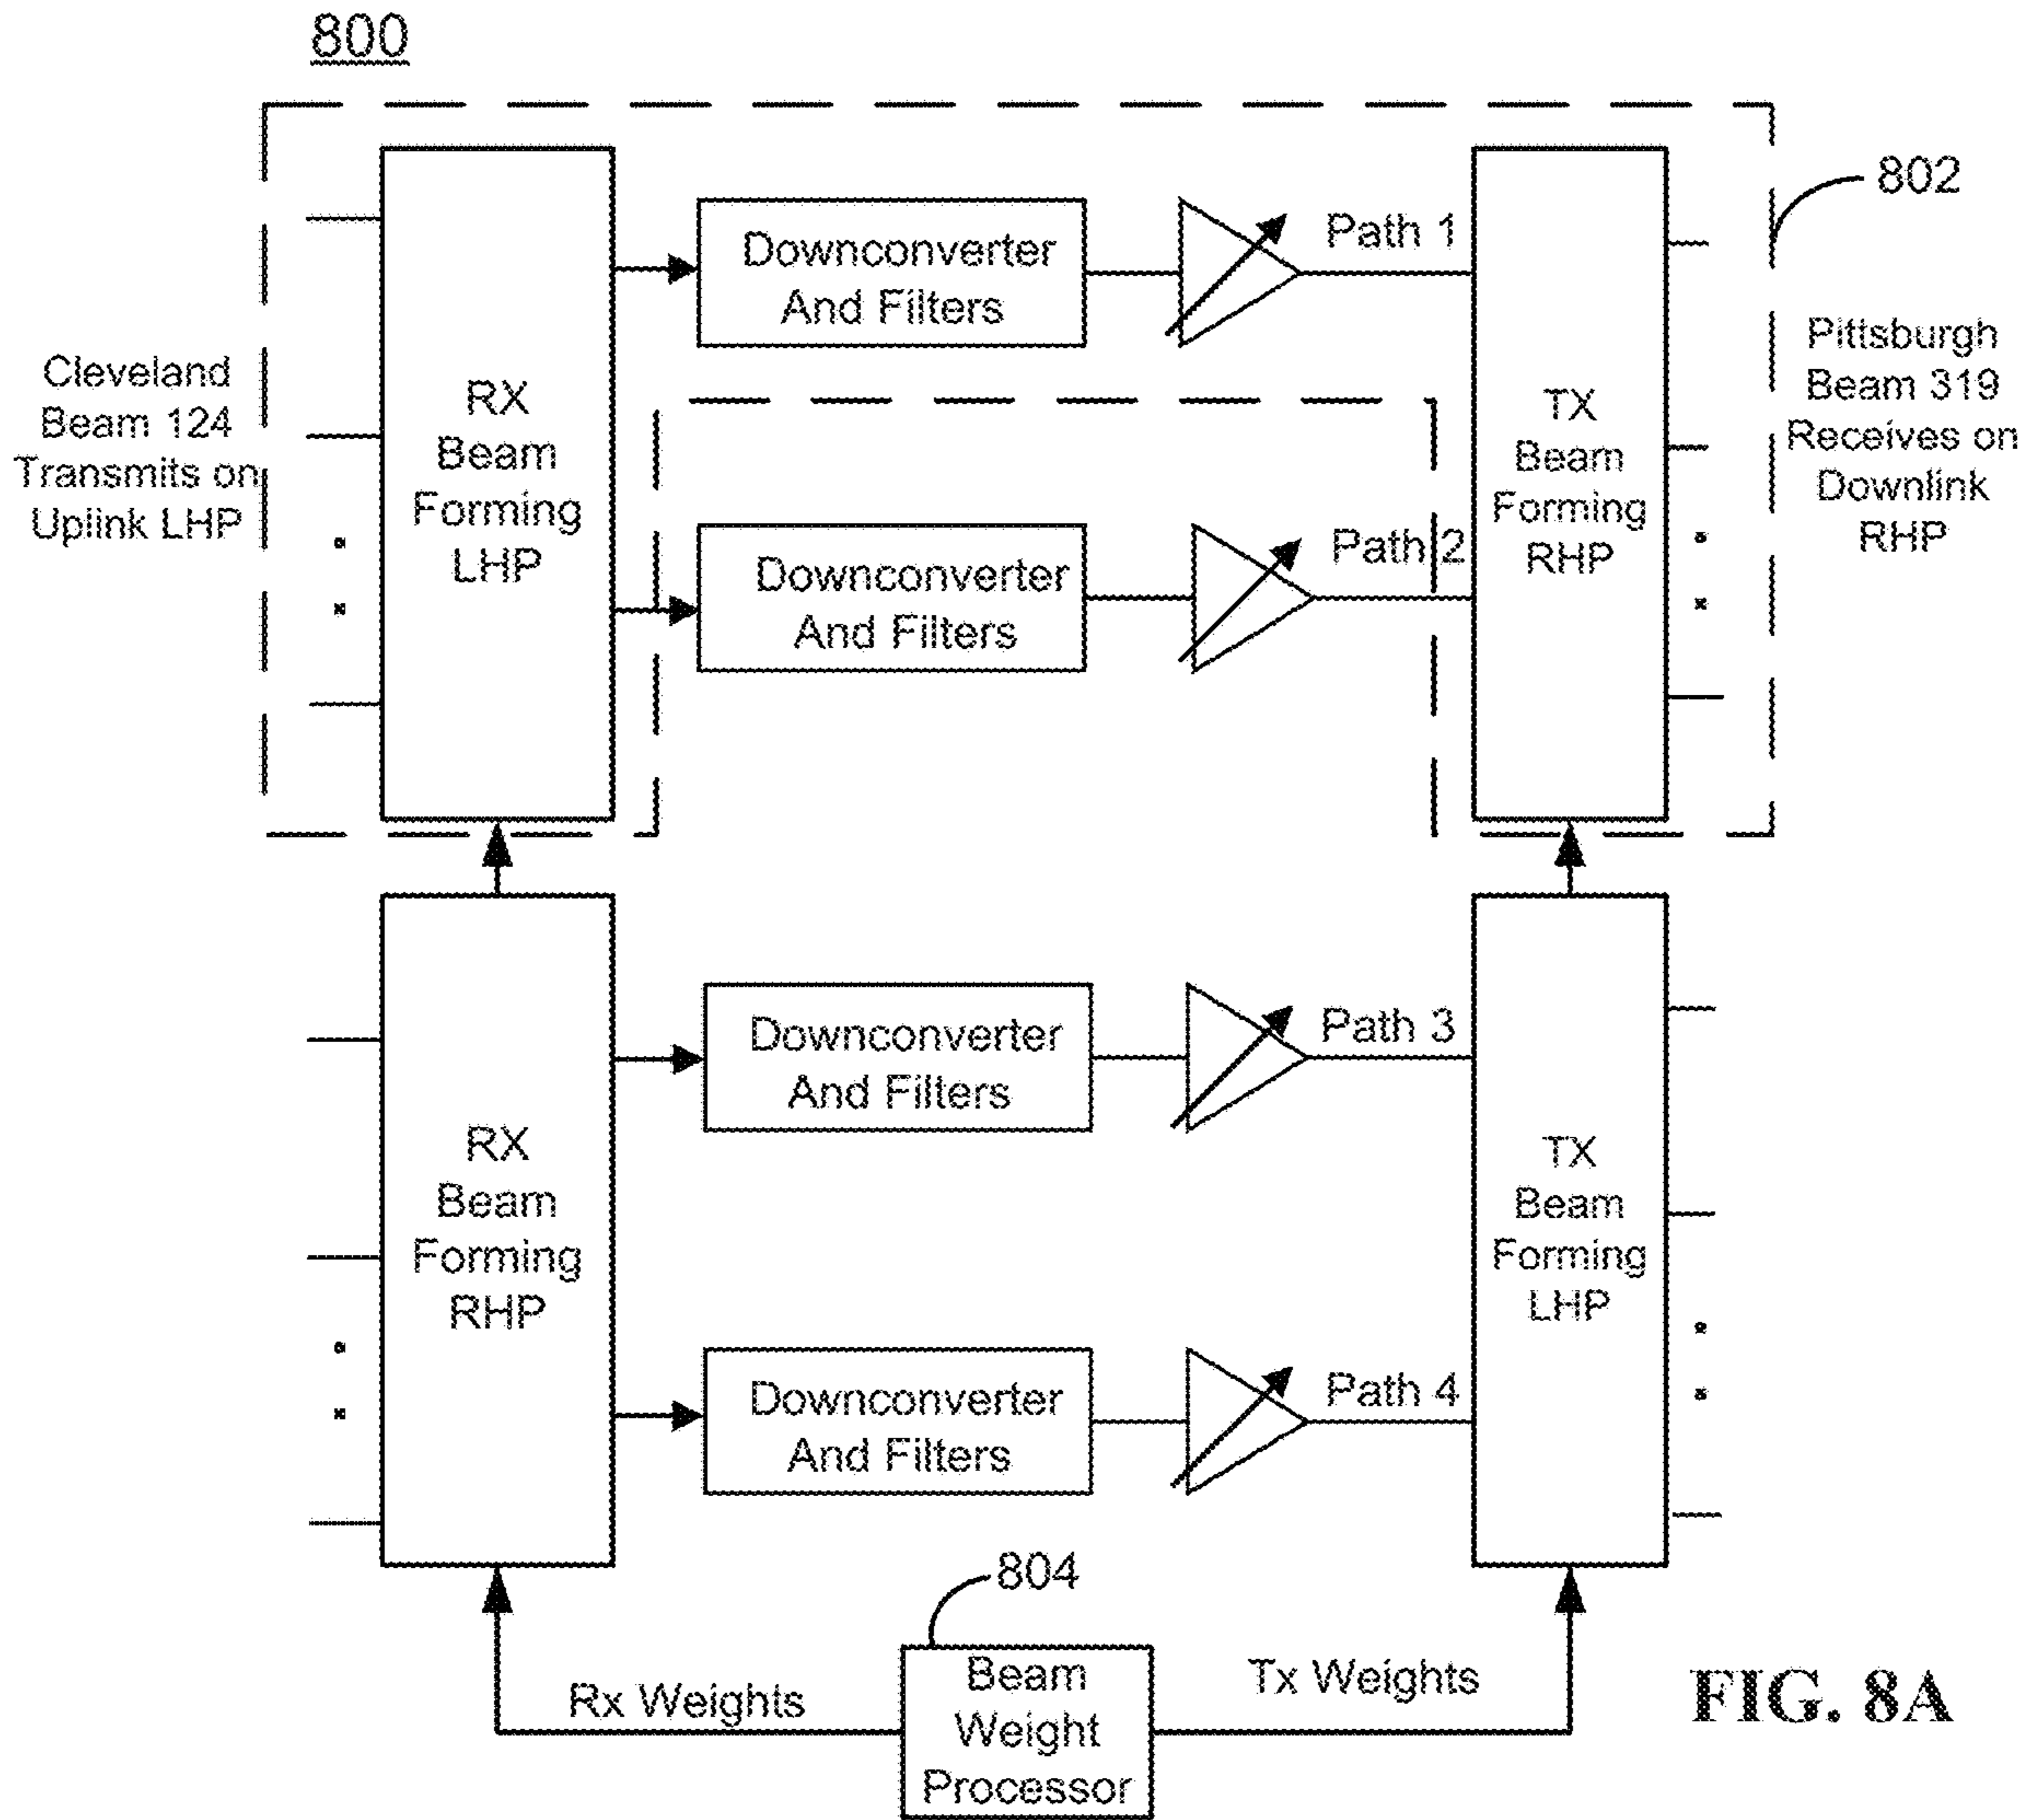 800
802
Cleveland
Beam 124
Transmits on
Uplink LHP
RX
Beam
Forming
LHP
Downconverter
And Filters
Path 1
Downconverter
And Filters
Path 2
TX
Beam
Forming
RHP
Pittsburgh
Beam 319
Receives on
Downlink
RHP
RX
Beam
Forming
RHP
Downconverter
And Filters
Path 3
Downconverter
And Filters
Path 4
TX
Beam
Forming
LHP
804
Rx Weights
Beam
Weight
Processor
Tx Weights
FIG. 8A